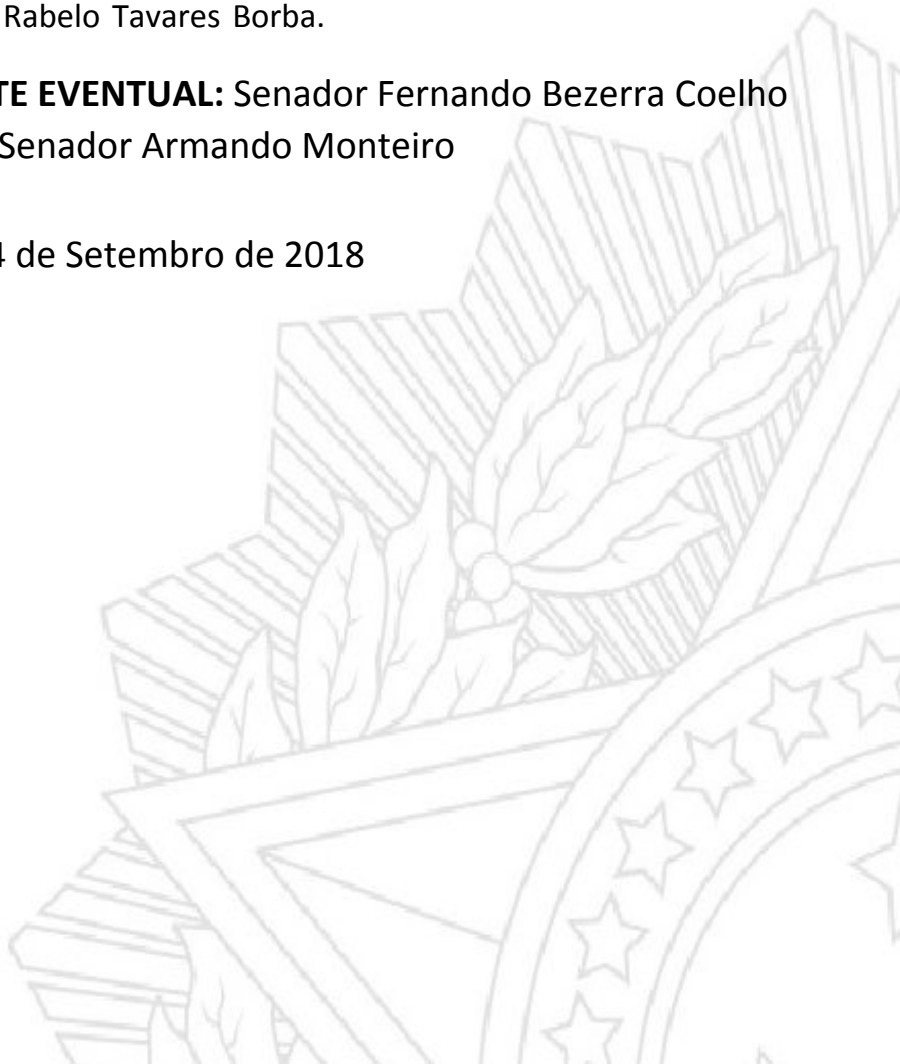 Rabelo Tavares Borba.
TE EVENTUAL: Senador Fernando Bezerra Coelho
Senador Armando Monteiro
4 de Setembro de 2018